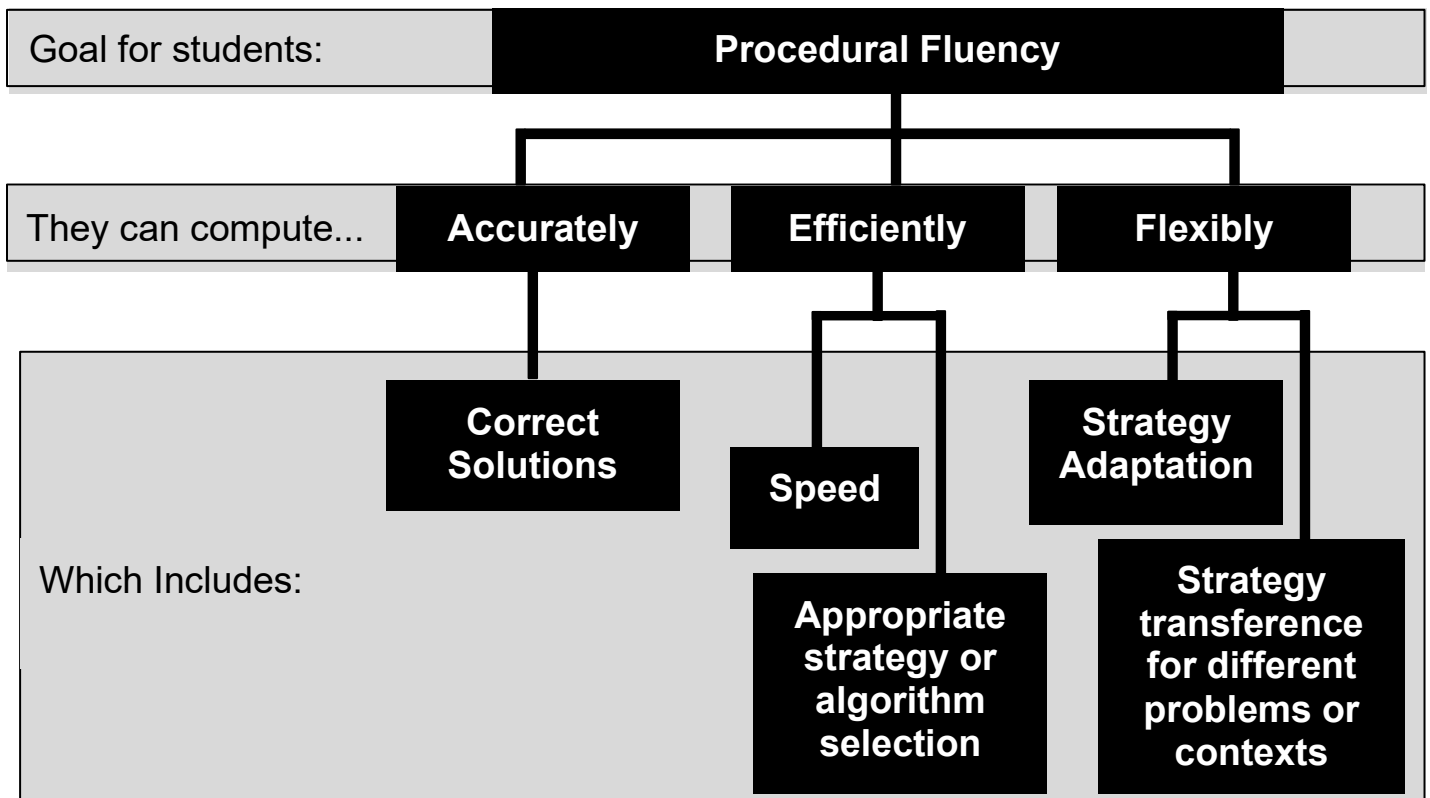 Goal for students:
Procedural Fluency
They can compute...
Accurately
Efficiently
Flexibly
Which Includes:
Correct
Solutions
Speed
Appropriate
strategy or
algorithm
selection
Strategy
Adaptation
Strategy
transference
for different
problems or
contexts